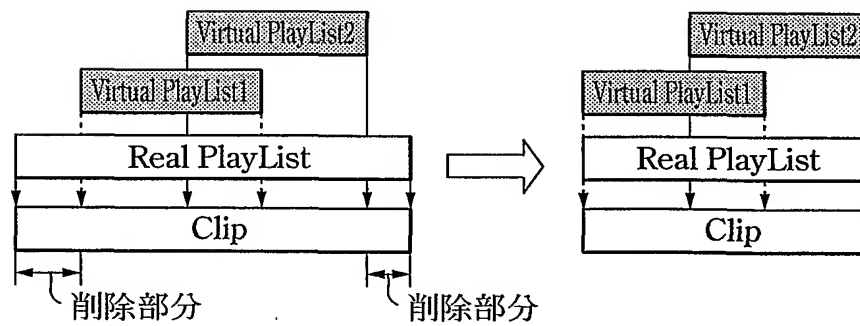 Virtual PlayList2
Virtual PlayList1
Real PlayList
Clip
削除部分
削除部分
Virtual PlayList2
Virtual PlayList1
Real PlayList
Clip